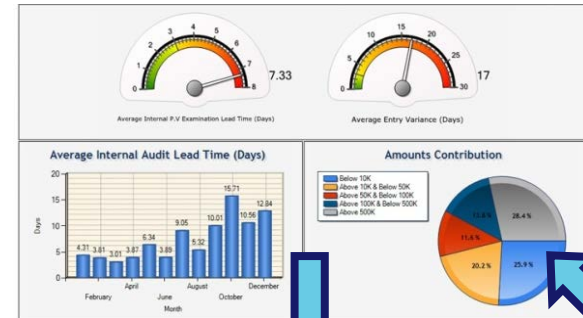 0
1
2
3
4
5
6
7
8
7.33
Average Internal P.V Examination Lead Time (Days)
0
5
10
15
20
25
30
17
Average Entry Variance (Days)
Average Internal Audit Lead Time (Days)
20
15
10
5
0
Days
4.31 3.81 3.01 3.87 6.34 3.89 9.05 5.32 10.01 15.71 10.56 12.84
February April June August October December
Month
Amounts Contribution
Below 10K
Above 10K & Below 50K
Above 50K & Below 100K
Above 100K & Below 500K
Above 500K
28.4 %
11.6 %
20.2 %
25.9 %